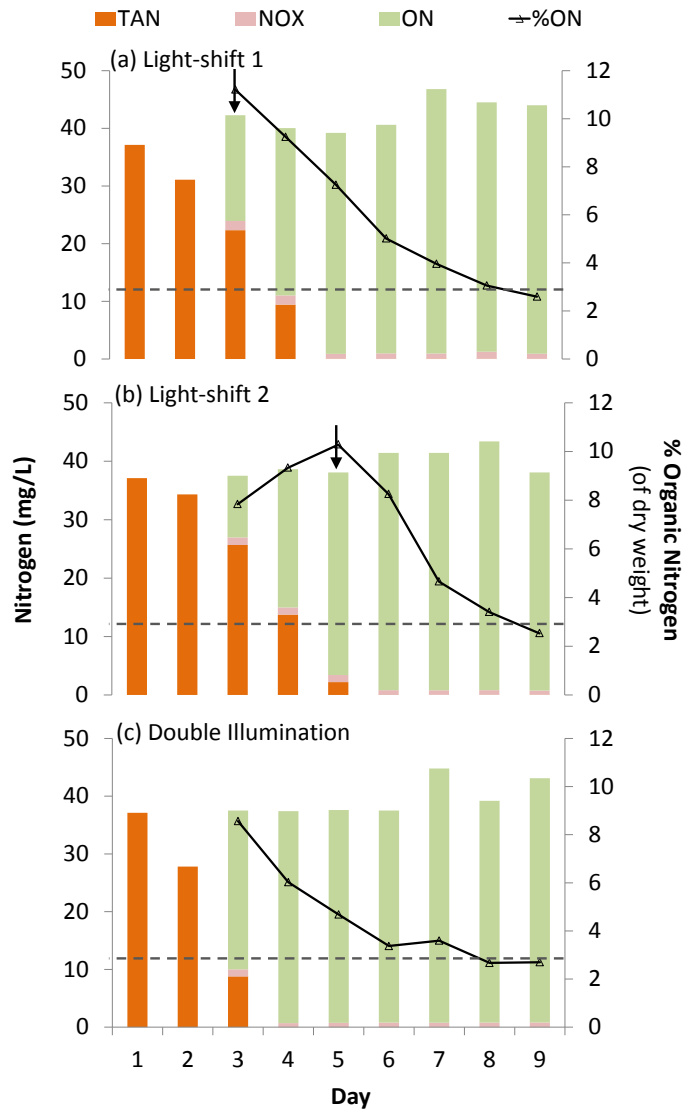 TAN NOX ON %ON
(a) Light-shift 1
50 12
40 10
30 8
20 6
10 4
0 2
0
(b) Light-shift 2
50 12
40 10
30 8
20 6
10 4
0 2
0
(c) Double Illumination
50 12
40 10
30 8
20 6
10 4
0 2
0
1 2 3 4 5 6 7 8 9
Day
Nitrogen (mg/L)
% Organic Nitrogen
(of dry weight)